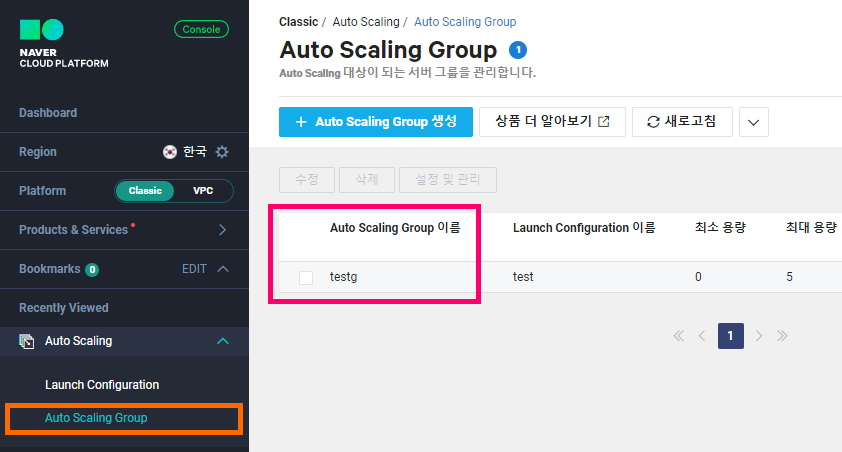 NAVER
CLOUD PLATFORM
Console
Dashboard
Region 한국
Platform Classic VPC
Products & Services
Bookmarks 0 EDIT
Recently Viewed
Auto Scaling
Launch Configuration
Auto Scaling Group
Classic / Auto Scaling / Auto Scaling Group
Auto Scaling Group 1
Auto Scaling 대상이 되는 서버 그룹을 관리합니다.
+ Auto Scaling Group 생성 상품 더 알아보기 새로고침
수정 삭제 설정 및 관리
Auto Scaling Group 이름 Launch Configuration 이름 최소 용량 최대 용량
testg test 0 5
1